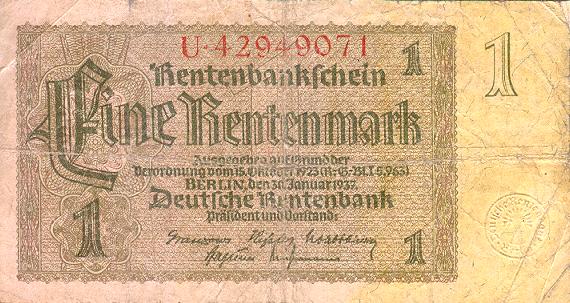 U·42949071
1
1
Rentenbankschein
Eine Rentenmark
Ausgegeben auf Grund der
Verordnung vom 15. Oktober 1923 (R·G·Bl·I S. 963)
BERLIN, den 30. Januar 1937
Deutsche Rentenbank
Präsident und Vorstand:
1
1